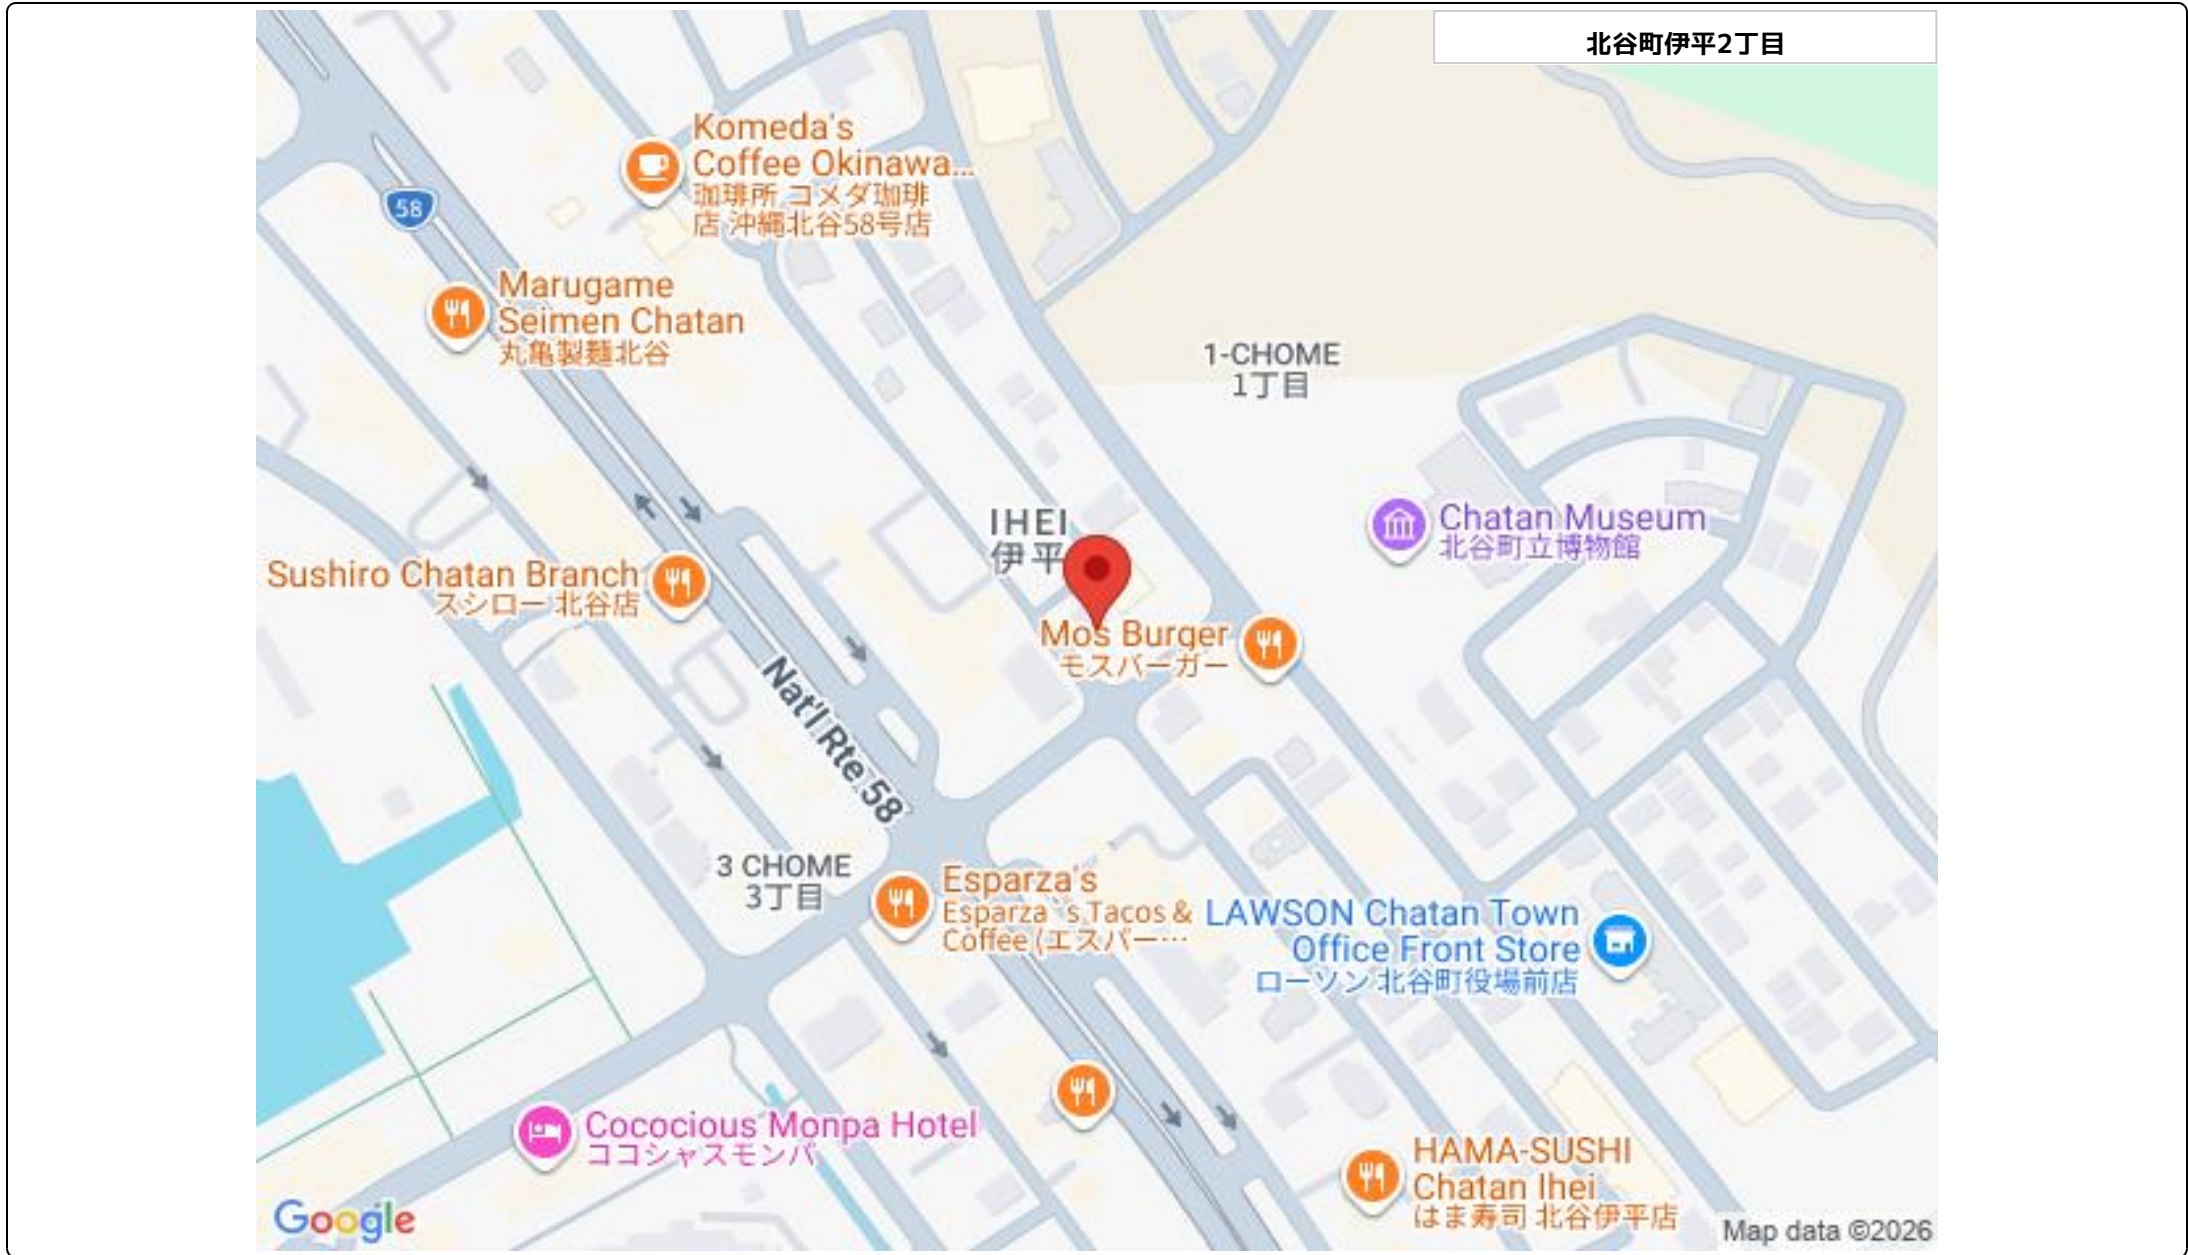 北谷町伊平2丁目
Komeda's
Coffee Okinawa...
珈琲所 コメダ珈琲
店 沖縄北谷58号店
58
Marugame
Seimen Chatan
丸亀製麺北谷
1-CHOME
1丁目
IHEI
伊平
Chatan Museum
北谷町立博物館
Sushiro Chatan Branch
スシロー 北谷店
Mos Burger
モスバーガー
Nat'l Rte 58
3 CHOME
3丁目
Esparza's
Esparza's Tacos &
Coffee (エスパー…
LAWSON Chatan Town
Office Front Store
ローソン 北谷町役場前店
Cococious Monpa Hotel
ココシャスモンパ
HAMA-SUSHI
Chatan Ihei
はま寿司 北谷伊平店
Google
Map data ©2026